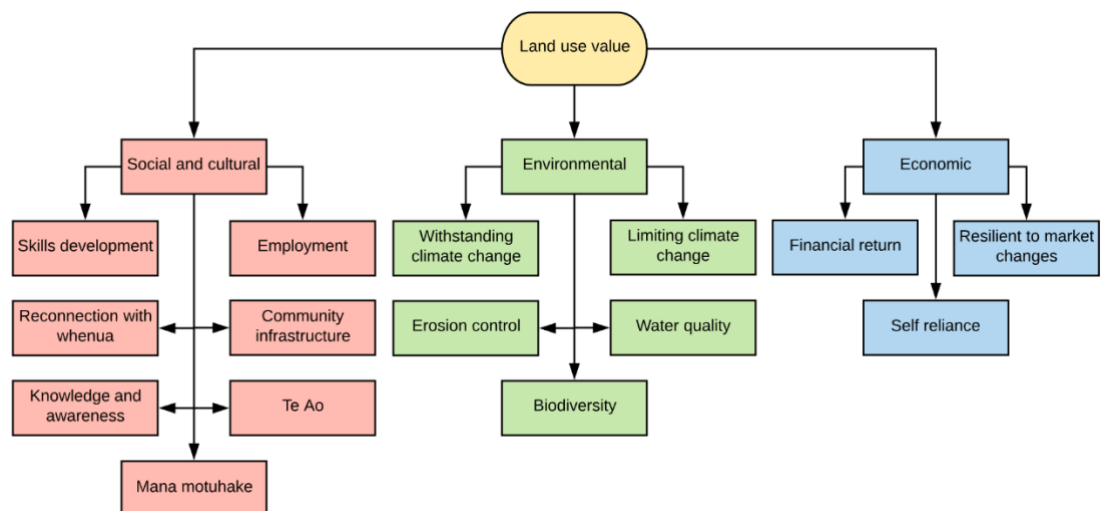 Land use value
Social and cultural
Environmental
Economic
Skills development
Employment
Withstanding
climate change
Limiting climate
change
Financial return
Resilient to market
changes
Reconnection with
whenua
Community
infrastructure
Erosion control
Water quality
Self reliance
Knowledge and
awareness
Te Ao
Biodiversity
Mana motuhake